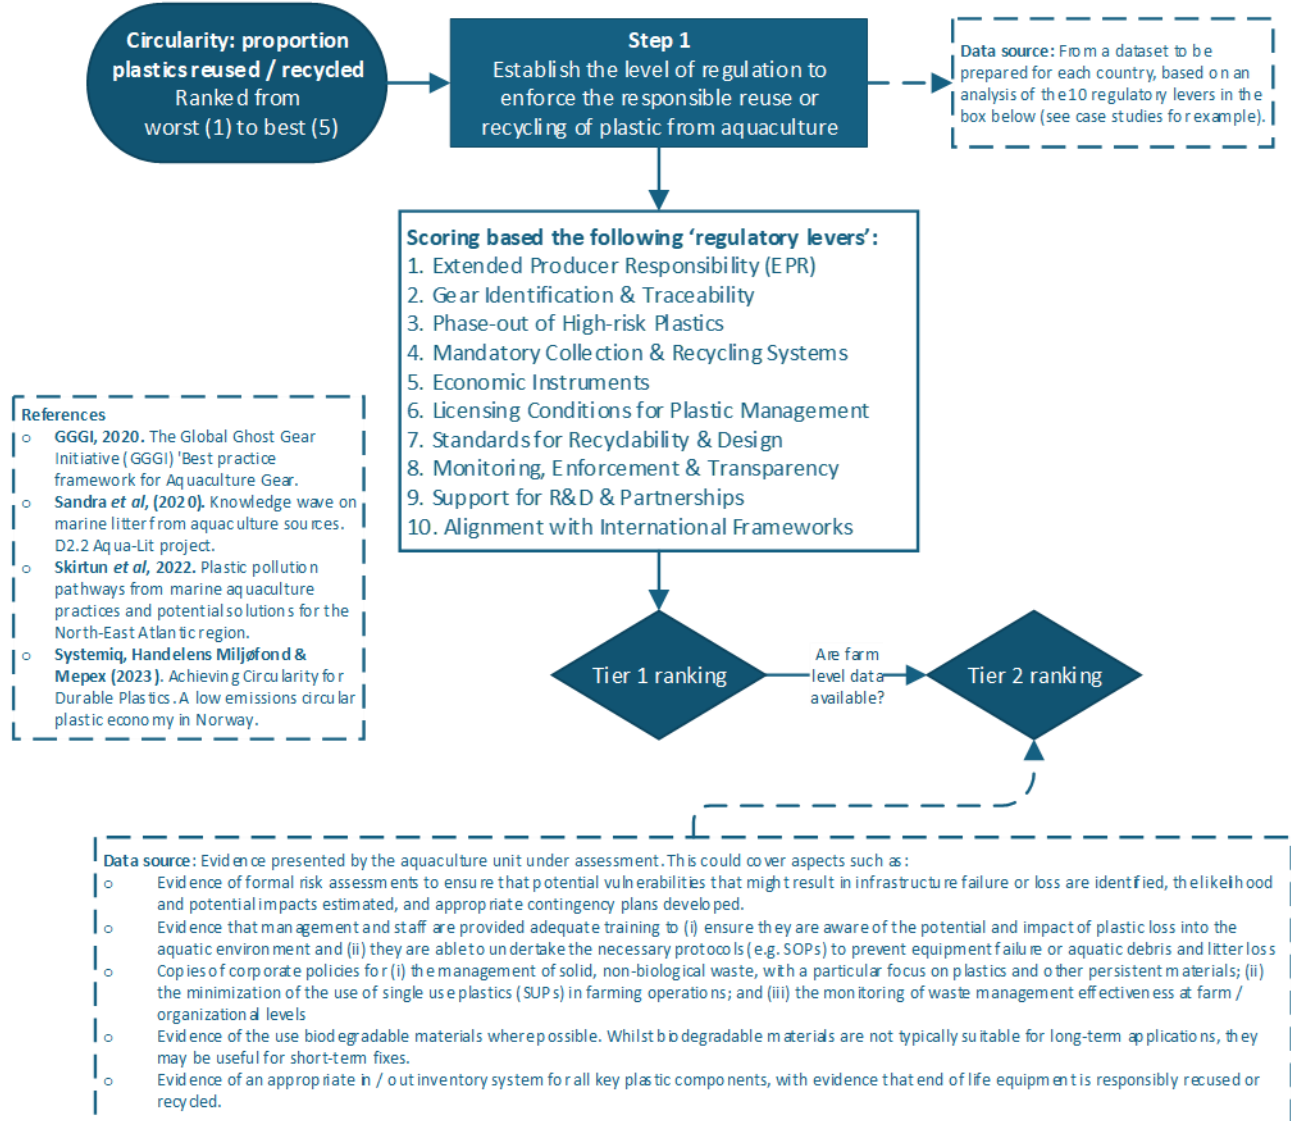 Circularity: proportion
plastics reused / recycled
Ranked from
worst (1) to best (5)
Step 1
Establish the level of regulation to
enforce the responsible reuse or
recycling of plastic from aquaculture
Data source: From a dataset to be
prepared for each country, based on an
analysis of the 10 regulatory levers in the
box below (see case studies for example).
Scoring based the following ‘regulatory levers’:
1. Extended Producer Responsibility (EPR)
2. Gear Identification & Traceability
3. Phase-out of High-risk Plastics
4. Mandatory Collection & Recycling Systems
5. Economic Instruments
6. Licensing Conditions for Plastic Management
7. Standards for Recyclability & Design
8. Monitoring, Enforcement & Transparency
9. Support for R&D & Partnerships
10. Alignment with International Frameworks
References
o GGGI, 2020. The Global Ghost Gear
Initiative (GGGI) 'Best practice
framework for Aquaculture Gear.
o Sandra et al, (2020). Knowledge wave on
marine litter from aquaculture sources.
D2.2 Aqua-Lit project.
o Skirtun et al, 2022. Plastic pollution
pathways from marine aquaculture
practices and potential solutions for the
North-East Atlantic region.
o Systemiq, Handelens Miljøfond &
Mepex (2023). Achieving Circularity for
Durable Plastics. A low emissions circular
plastic economy in Norway.
Tier 1 ranking
Are farm
level data
available?
Tier 2 ranking
Data source: Evidence presented by the aquaculture unit under assessment. This could cover aspects such as:
o Evidence of formal risk assessments to ensure that potential vulnerabilities that might result in infrastructure failure or loss are identified, the likelihood
and potential impacts estimated, and appropriate contingency plans developed.
o Evidence that management and staff are provided adequate training to (i) ensure they are aware of the potential and impact of plastic loss into the
aquatic environment and (ii) they are able to undertake the necessary protocols (e.g. SOPs) to prevent equipment failure or aquatic debris and litter loss
o Copies of corporate policies for (i) the management of solid, non-biological waste, with a particular focus on plastics and other persistent materials; (ii)
the minimization of the use of single use plastics (SUPs) in farming operations; and (iii) the monitoring of waste management effectiveness at farm /
organizational levels
o Evidence of the use biodegradable materials where possible. Whilst biodegradable materials are not typically suitable for long-term applications, they
may be useful for short-term fixes.
o Evidence of an appropriate in / out inventory system for all key plastic components, with evidence that end of life equipment is responsibly recused or
recycled.